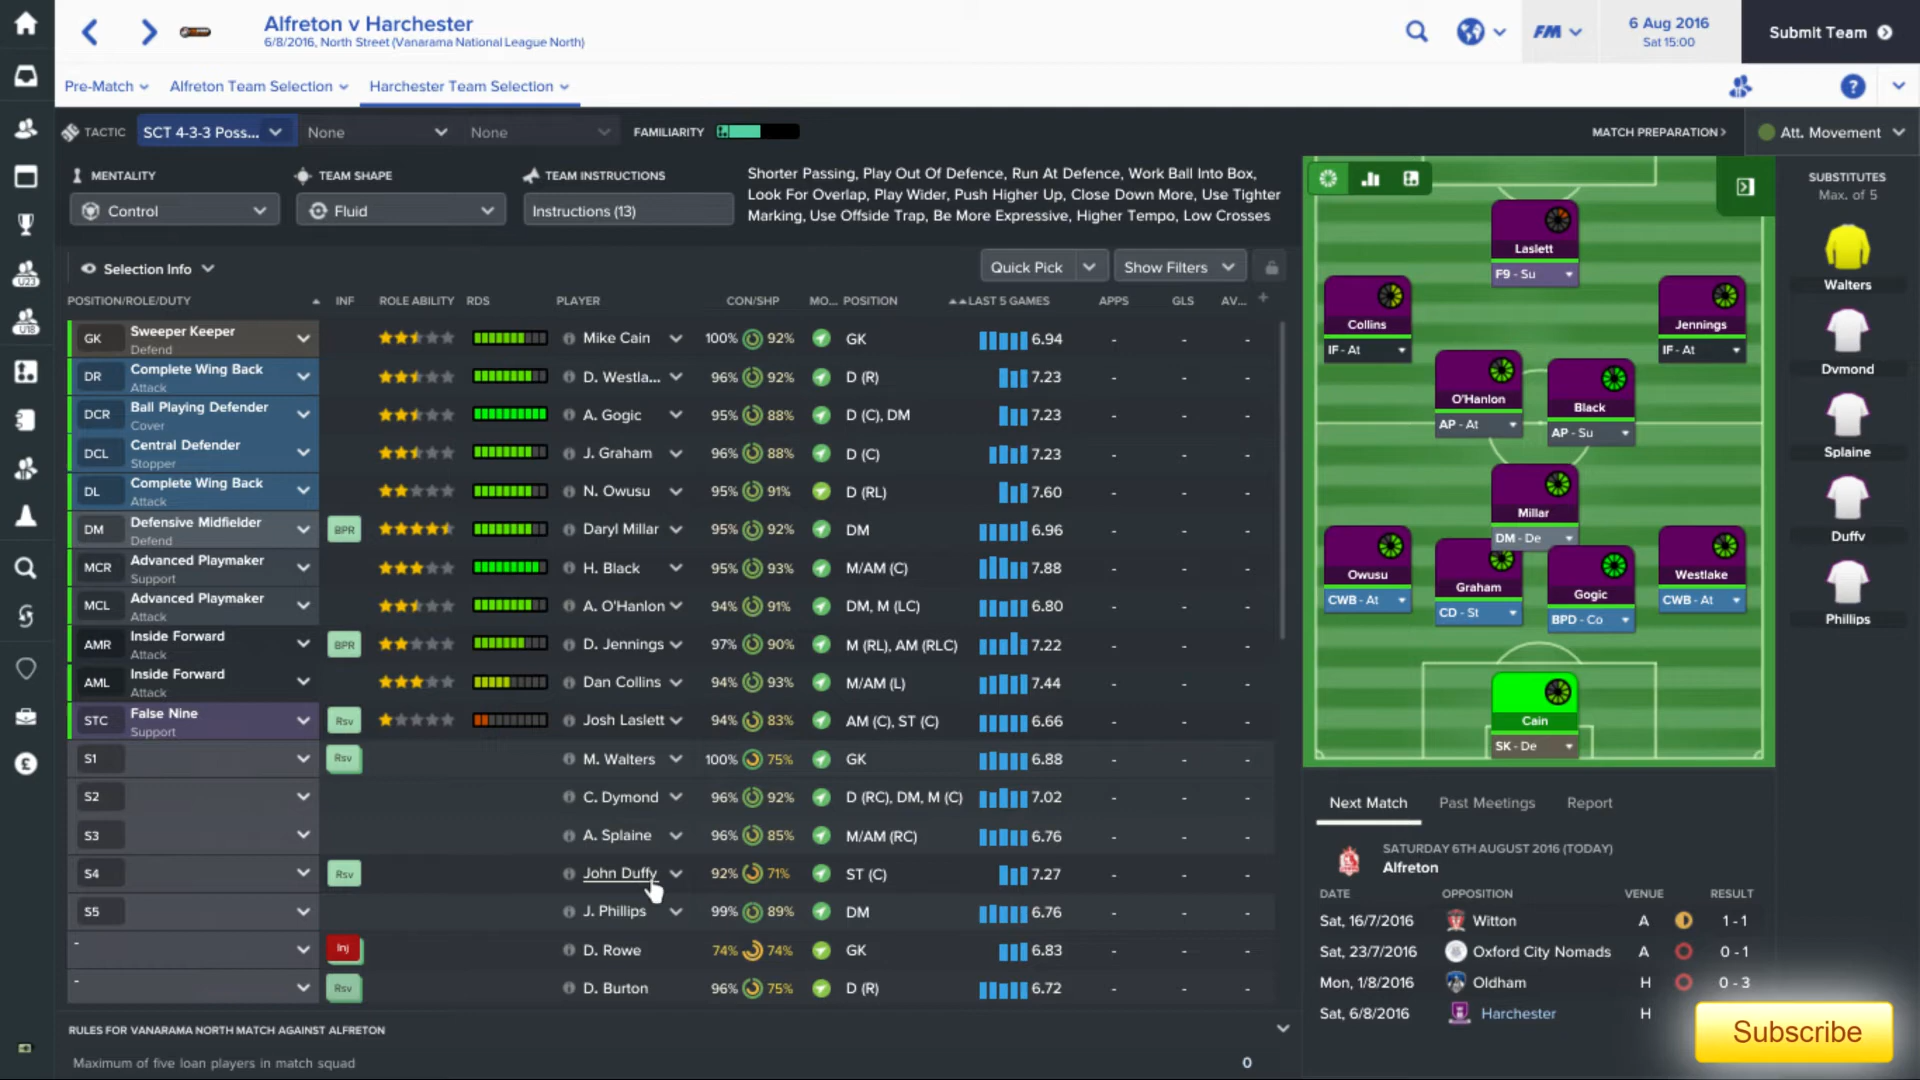 Alfreton v Harchester
6/8/2016, North Street (Vanarama National League North)
FM
6 Aug 2016
Sat 15:00
Submit Team
Pre-Match
Alfreton Team Selection
Harchester Team Selection
?
TACTIC
SCT 4-3-3 Poss...
None
None
FAMILIARITY
MATCH PREPARATION >
Att. Movement
MENTALITY
Control
TEAM SHAPE
Fluid
TEAM INSTRUCTIONS
Instructions (13)
Shorter Passing, Play Out Of Defence, Run At Defence, Work Ball Into Box,
Look For Overlap, Play Wider, Push Higher Up, Close Down More, Use Tighter
Marking, Use Offside Trap, Be More Expressive, Higher Tempo, Low Crosses
Selection Info
Quick Pick
Show Filters
POSITION/ROLE/DUTY INF ROLE ABILITY RDS PLAYER CON/SHP MO... POSITION LAST 5 GAMES APPS GLS AV... +
GK Sweeper Keeper Mike Cain 100% 92% GK 6.94 - - -
Defend
DR Complete Wing Back D. Westla... 96% 92% D (R) 7.23 - - -
Attack
DCR Ball Playing Defender A. Gogic 95% 88% D (C), DM 7.23 - - -
Cover
DCL Central Defender J. Graham 96% 88% D (C) 7.23 - - -
Stopper
DL Complete Wing Back N. Owusu 95% 91% D (RL) 7.60 - - -
Attack
DM Defensive Midfielder BPR Daryl Millar 95% 92% DM 6.96 - - -
Defend
MCR Advanced Playmaker H. Black 95% 93% M/AM (C) 7.88 - - -
Support
MCL Advanced Playmaker A. O'Hanlon 94% 91% DM, M (LC) 6.80 - - -
Attack
AMR Inside Forward BPR D. Jennings 97% 90% M (RL), AM (RLC) 7.22 - - -
Attack
AML Inside Forward Dan Collins 94% 93% M/AM (L) 7.44 - - -
Attack
STC False Nine Rsv Josh Laslett 94% 83% AM (C), ST (C) 6.66 - - -
Support
S1 Rsv M. Walters 100% 75% GK 6.88 - - -
S2 C. Dymond 96% 92% D (RC), DM, M (C) 7.02 - - -
S3 A. Splaine 96% 85% M/AM (RC) 6.76 - - -
S4 Rsv John Duffy 92% 71% ST (C) 7.27 - - -
S5 J. Phillips 99% 89% DM 6.76 - - -
- Inj D. Rowe 74% 74% GK 6.83 - - -
- Rsv D. Burton 96% 75% D (R) 6.72 - - -
RULES FOR VANARAMA NORTH MATCH AGAINST ALFRETON
Maximum of five loan players in match squad 0
Laslett
F9 - Su
Collins
IF - At
Jennings
IF - At
O'Hanlon
AP - At
Black
AP - Su
Millar
DM - De
Owusu
CWB - At
Graham
CD - St
Gogic
BPD - Co
Westlake
CWB - At
Cain
SK - De
SUBSTITUTES
Max. of 5
Walters
Dymond
Splaine
Duffy
Phillips
Next Match
Past Meetings
Report
SATURDAY 6TH AUGUST 2016 (TODAY)
Alfreton
DATE OPPOSITION VENUE RESULT
Sat, 16/7/2016 Witton A 1 - 1
Sat, 23/7/2016 Oxford City Nomads A 0 - 1
Mon, 1/8/2016 Oldham H 0 - 3
Sat, 6/8/2016 Harchester H
Subscribe
U23
U18